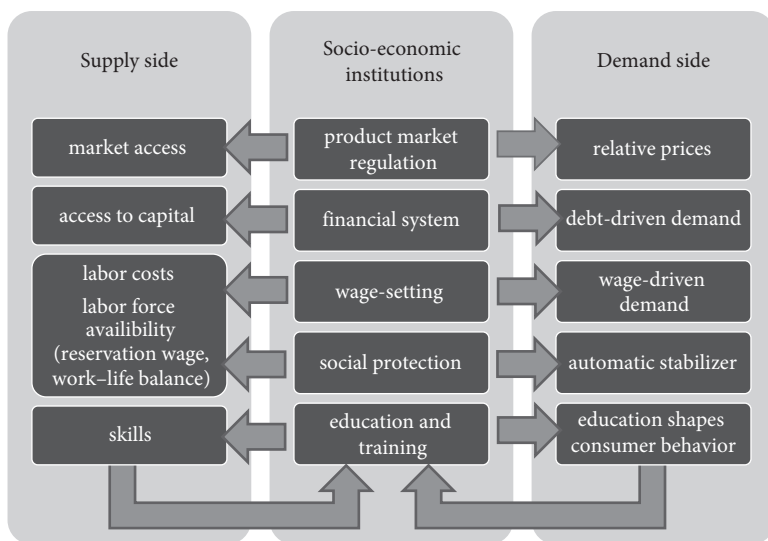 Supply side
Socio-economic
institutions
Demand side
market access
product market
regulation
relative prices
access to capital
financial system
debt-driven demand
labor costs
labor force
availibility
(reservation wage,
work–life balance)
wage-setting
wage-driven
demand
social protection
automatic stabilizer
skills
education and
training
education shapes
consumer behavior